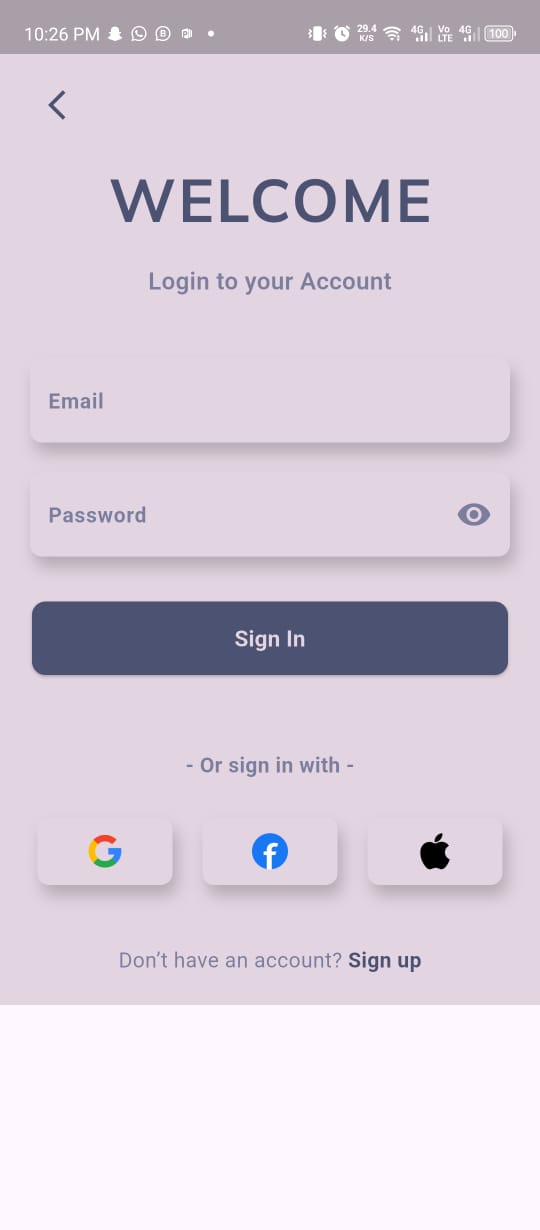 10:26 PM B 29.4 K/S 4G Vo LTE 4G 100
WELCOME
Login to your Account
Email
Password
Sign In
- Or sign in with -
Don’t have an account? Sign up